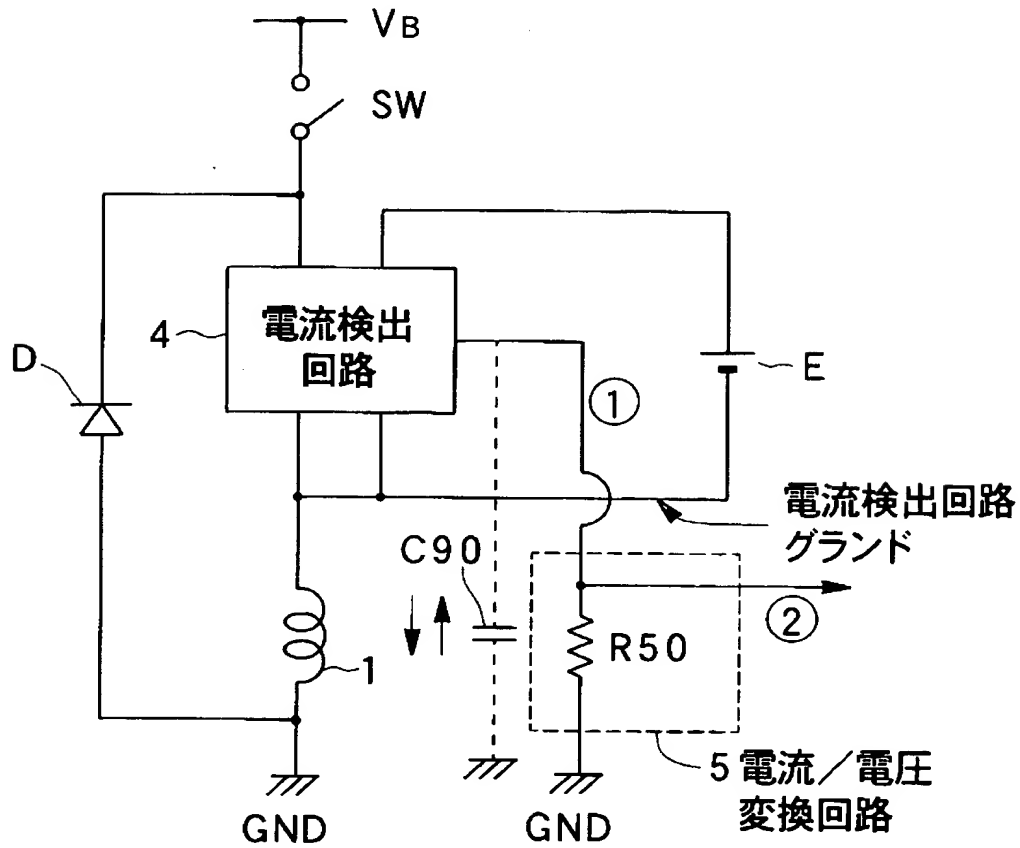 VB
SW
4
電流検出
回路
D
E
①
電流検出回路
グランド
C90
②
R50
1
5 電流／電圧
変換回路
GND
GND